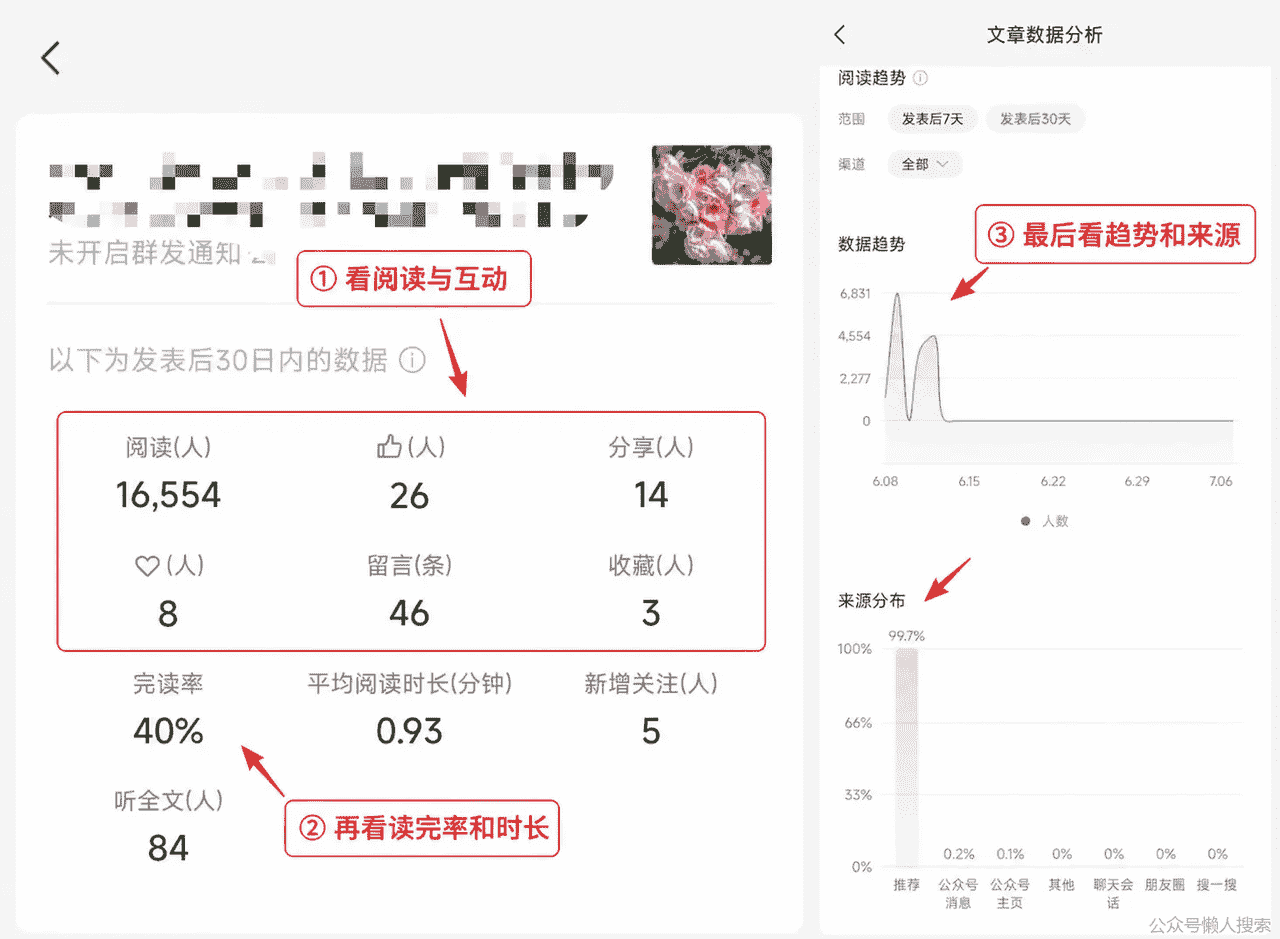 未开启群发通知
① 看阅读与互动
以下为发表后30日内的数据
阅读(人)
(人)
分享(人)
16,554
26
14
(人)
留言(条)
收藏(人)
8
46
3
完读率
平均阅读时长(分钟)
新增关注(人)
40%
0.93
5
听全文(人)
84
② 再看读完率和时长
文章数据分析
阅读趋势
范围
发表后7天
发表后30天
渠道
全部
数据趋势
③ 最后看趋势和来源
6,831
4,554
2,277
0
6.08
6.15
6.22
6.29
7.06
人数
来源分布
99.7%
100%
66%
33%
0%
0.2%
0.1%
0%
0%
0%
0%
推荐
公众号
消息
公众号
主页
其他
聊天会
话
朋友圈
搜一搜
公众号懒人搜索